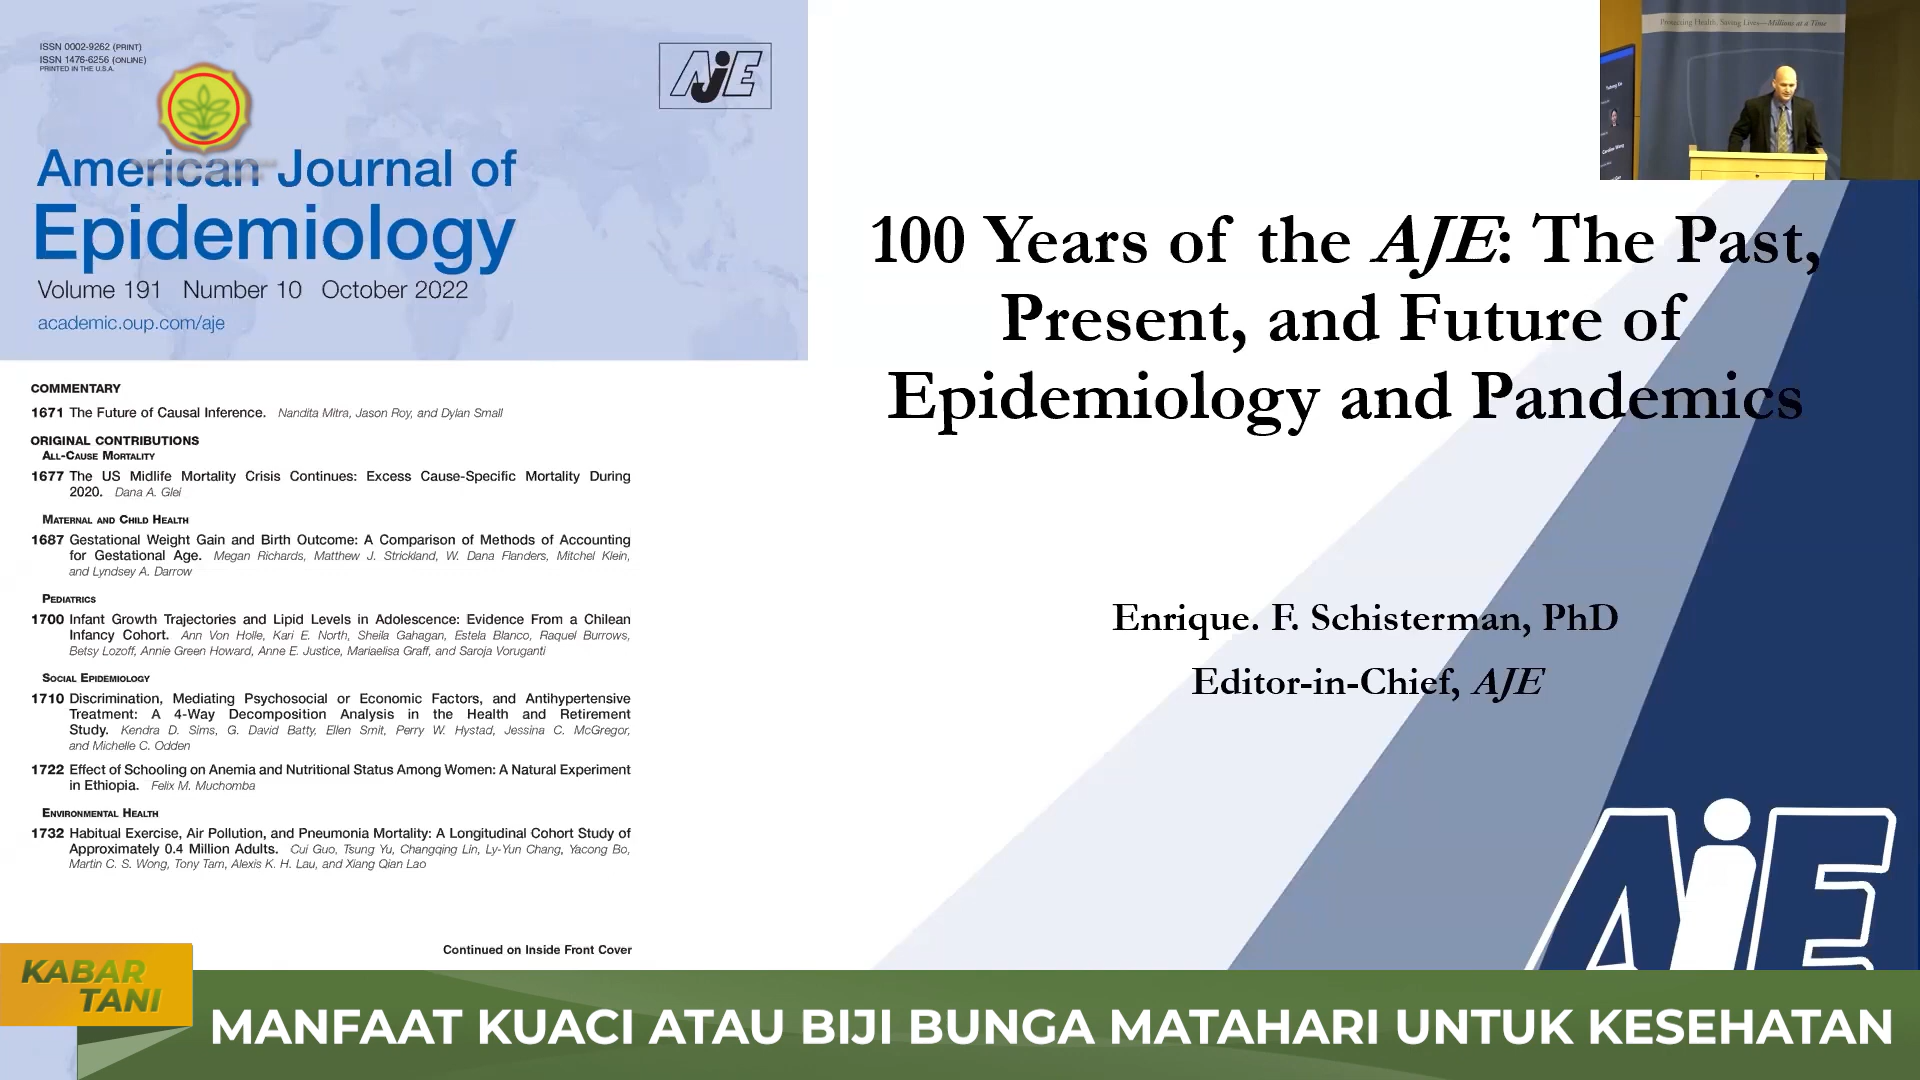 ISSN 0002-9262 (PRINT)
ISSN 1476-6256 (ONLINE)
PRINTED IN THE U.S.A.
AJE
American Journal of
Epidemiology
Volume 191 Number 10 October 2022
academic.oup.com/aje
COMMENTARY
1671 The Future of Causal Inference. Nandita Mitra, Jason Roy, and Dylan Small
ORIGINAL CONTRIBUTIONS
ALL-CAUSE MORTALITY
1677 The US Midlife Mortality Crisis Continues: Excess Cause-Specific Mortality During
2020. Dana A. Glei
MATERNAL AND CHILD HEALTH
1687 Gestational Weight Gain and Birth Outcome: A Comparison of Methods of Accounting
for Gestational Age. Megan Richards, Matthew J. Strickland, W. Dana Flanders, Mitchel Klein,
and Lyndsey A. Darrow
PEDIATRICS
1700 Infant Growth Trajectories and Lipid Levels in Adolescence: Evidence From a Chilean
Infancy Cohort. Ann Von Holle, Kari E. North, Sheila Gahagan, Estela Blanco, Raquel Burrows,
Betsy Lozoff, Annie Green Howard, Anne E. Justice, Mariaelisa Graff, and Saroja Voruganti
SOCIAL EPIDEMIOLOGY
1710 Discrimination, Mediating Psychosocial or Economic Factors, and Antihypertensive
Treatment: A 4-Way Decomposition Analysis in the Health and Retirement
Study. Kendra D. Sims, G. David Batty, Ellen Smit, Perry W. Hystad, Jessina C. McGregor,
and Michelle C. Odden
1722 Effect of Schooling on Anemia and Nutritional Status Among Women: A Natural Experiment
in Ethiopia. Felix M. Muchomba
ENVIRONMENTAL HEALTH
1732 Habitual Exercise, Air Pollution, and Pneumonia Mortality: A Longitudinal Cohort Study of
Approximately 0.4 Million Adults. Cui Guo, Tsung Yu, Changqing Lin, Ly-Yun Chang, Yacong Bo,
Martin C. S. Wong, Tony Tam, Alexis K. H. Lau, and Xiang Qian Lao
Continued on Inside Front Cover
Protecting Health, Saving Lives—Millions at a Time
100 Years of the AJE: The Past,
Present, and Future of
Epidemiology and Pandemics
Enrique. F. Schisterman, PhD
Editor-in-Chief, AJE
AJE
KABAR
TANI
MANFAAT KUACI ATAU BIJI BUNGA MATAHARI UNTUK KESEHATAN